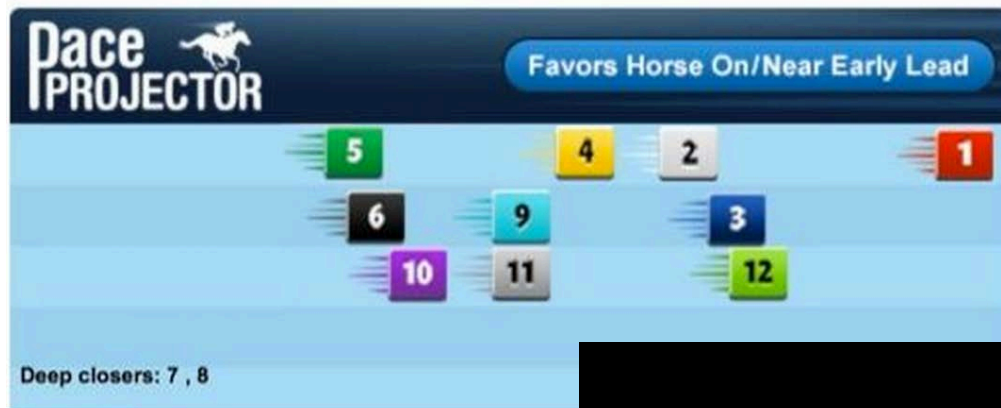 Pace
PROJECTOR
Favors Horse On/Near Early Lead
5 4 2 1
6 9 3
10 11 12
Deep closers: 7 , 8